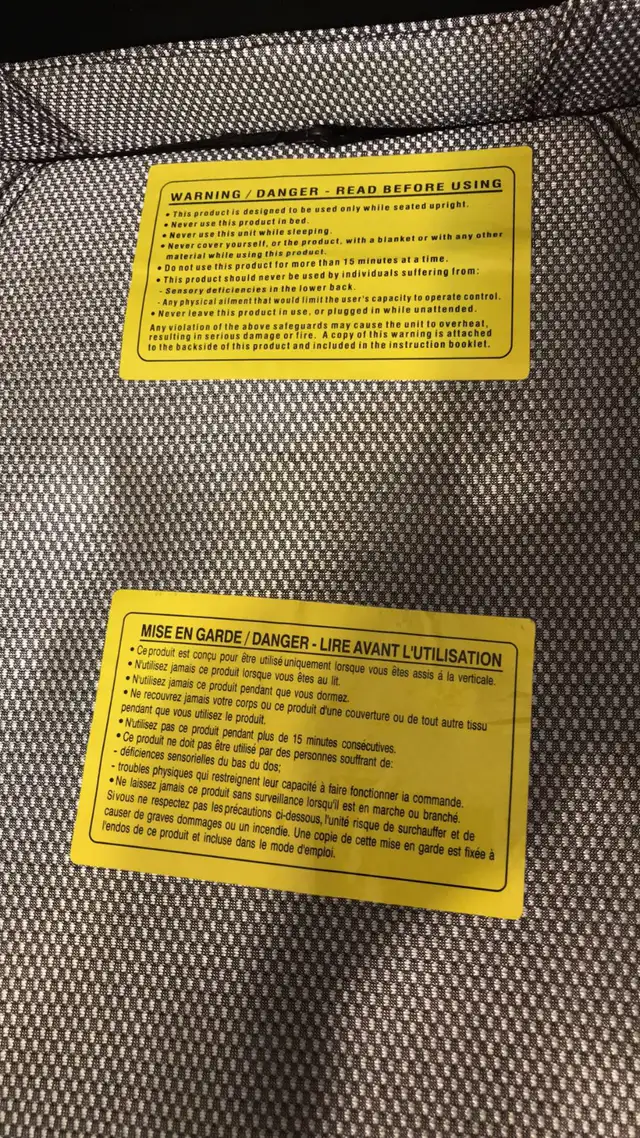 WARNING / DANGER - READ BEFORE USING
• This product is designed to be used only while seated upright.
• Never use this product in bed.
• Never use this unit while sleeping.
• Never cover yourself, or the product, with a blanket or with any other
material while using this product.
• Do not use this product for more than 15 minutes at a time.
• This product should never be used by individuals suffering from:
- Sensory deficiencies in the lower back.
- Any physical ailment that would limit the user's capacity to operate control.
• Never leave this product in use, or plugged in while unattended.
Any violation of the above safeguards may cause the unit to overheat,
resulting in serious damage or fire. A copy of this warning is attached
to the backside of this product and included in the instruction booklet.
MISE EN GARDE / DANGER - LIRE AVANT L'UTILISATION
• Ce produit est conçu pour être utilisé uniquement lorsque vous êtes assis á la verticale.
• N'utilisez jamais ce produit lorsque vous êtes au lit.
• N'utilisez jamais ce produit pendant que vous dormez.
• Ne recouvrez jamais votre corps ou ce produit d'une couverture ou de tout autre tissu
pendant que vous utilisez le produit.
• N'utilisez pas ce produit pendant plus de 15 minutes consécutives.
• Ce produit ne doit pas être utilisé par des personnes souffrant de:
- déficiences sensorielles du bas du dos;
- troubles physiques qui restreignent leur capacité à faire fonctionner la commande.
• Ne laissez jamais ce produit sans surveillance lorsqu'il est en marche ou branché.
Si vous ne respectez pas les précautions ci-dessous, l'unité risque de surchauffer et de
causer de graves dommages ou un incendie. Une copie de cette mise en garde est fixée à
l'endos de ce produit et incluse dans le mode d'emploi.